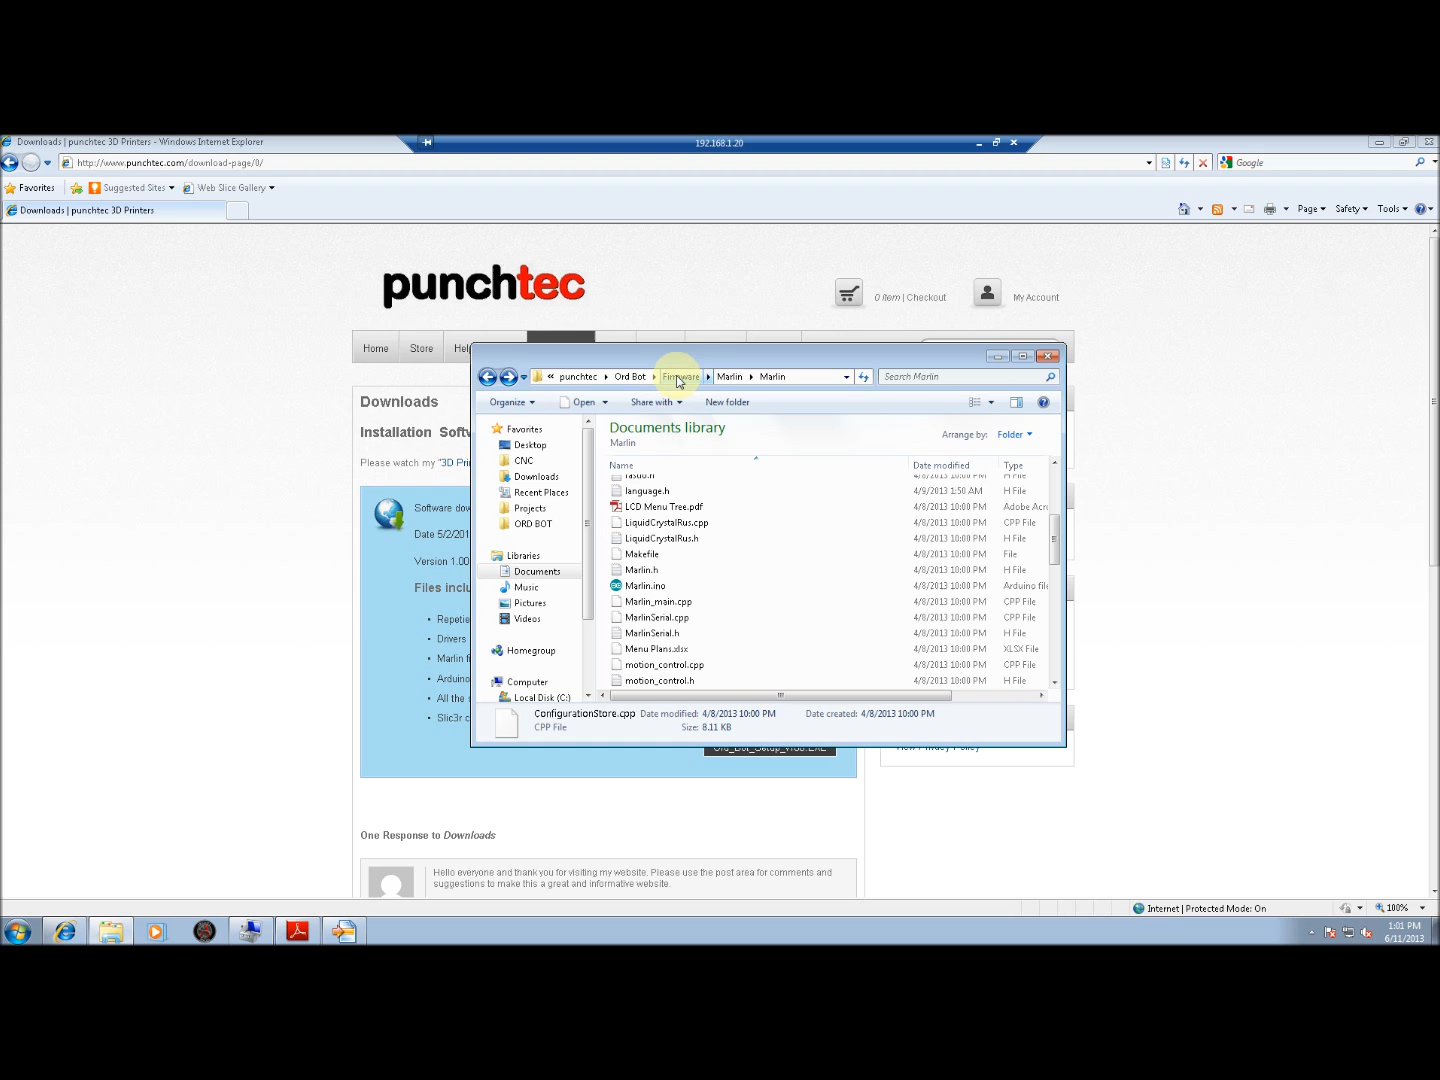 Downloads | punchtec 3D Printers - Windows Internet Explorer
192.168.1.20
http://www.punchtec.com/download-page/0/
Google
Favorites
Suggested Sites
Web Slice Gallery
Downloads | punchtec 3D Printers
Page
Safety
Tools
punchtec
0 item | Checkout
My Account
Home
Store
Downloads
Please watch my "3D
Software
Date 5/2/201
Version 1.00
Files
Drivers
All the
Slic3r
« punchtec
Ord Bot
Firmware
Marlin
Marlin
Search Marlin
Organize
Open
Share with
New folder
Documents library
Marlin
Arrange by:
Folder
Name
Date modified
Type
fastio.h
H File
language.h
4/9/2013 1:50 AM
H File
LCD Menu Tree.pdf
4/8/2013 10:00 PM
LiquidCrystalRus.cpp
4/8/2013 10:00 PM
CPP File
LiquidCrystalRus.h
4/8/2013 10:00 PM
H File
Makefile
4/8/2013 10:00 PM
File
Marlin.h
4/8/2013 10:00 PM
H File
Marlin.ino
4/8/2013 10:00 PM
Arduino file
Marlin_main.cpp
4/8/2013 10:00 PM
CPP File
MarlinSerial.cpp
4/8/2013 10:00 PM
CPP File
MarlinSerial.h
4/8/2013 10:00 PM
H File
Menu Plans.xlsx
4/8/2013 10:00 PM
XLSX File
motion_control.cpp
4/8/2013 10:00 PM
CPP File
motion_control.h
4/8/2013 10:00 PM
H File
Favorites
Desktop
CNC
Downloads
Recent Places
Projects
ORD BOT
Libraries
Documents
Music
Pictures
Videos
Homegroup
Computer
Local Disk (C:)
ConfigurationStore.cpp
Date modified: 4/8/2013 10:00 PM
Date created: 4/8/2013 10:00 PM
CPP File
Size: 8.11 KB
One Response to Downloads
Hello everyone and thank you for visiting my website. Please use the post area for comments and
suggestions to make this a great and informative website.
Internet | Protected Mode: On
100%
1:01 PM
6/11/2013